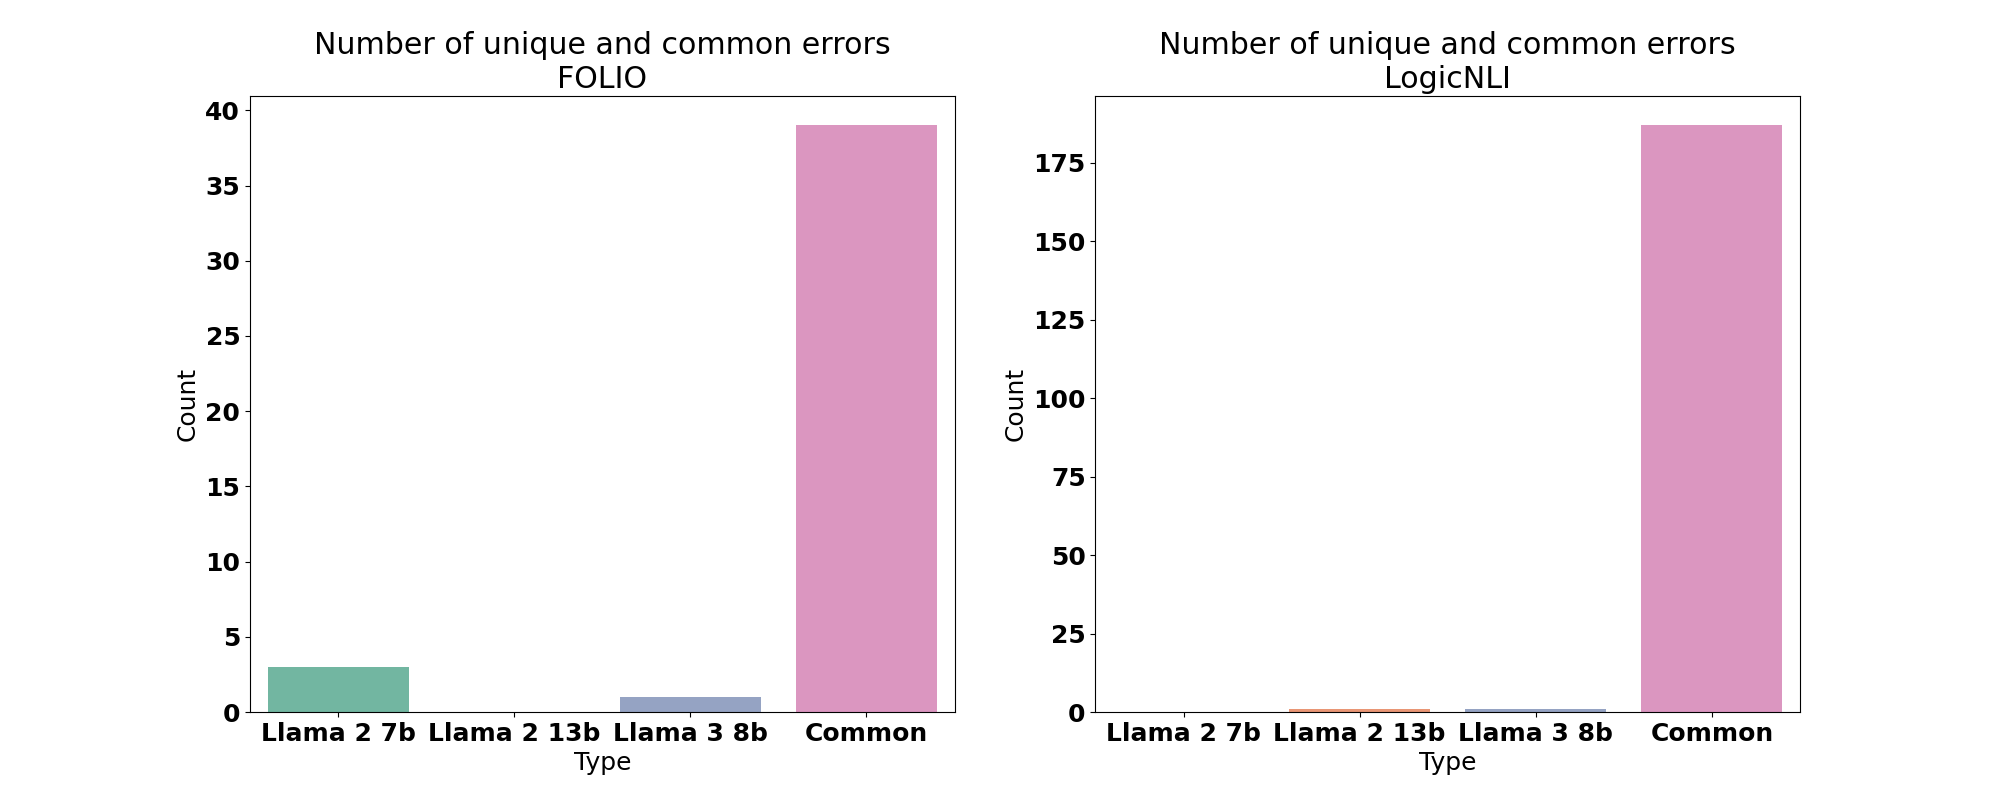 Number of unique and common errors
FOLIO
40
35
30
25
20
15
10
5
0
Count
Llama 2 7b Llama 2 13b Llama 3 8b Common
Type
Number of unique and common errors
LogicNLI
175
150
125
100
75
50
25
0
Count
Llama 2 7b Llama 2 13b Llama 3 8b Common
Type